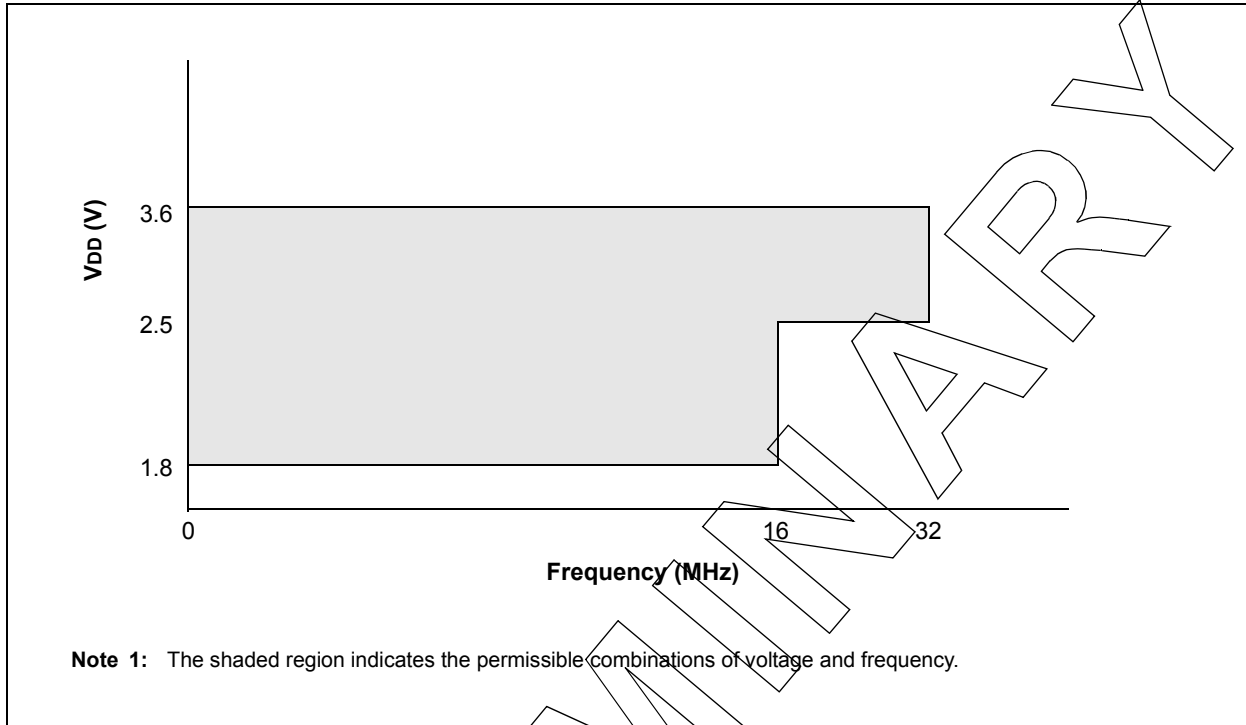 VDD (V)
3.6
2.5
1.8
0
16
32
Frequency (MHz)
Note 1: The shaded region indicates the permissible combinations of voltage and frequency.
MINARY